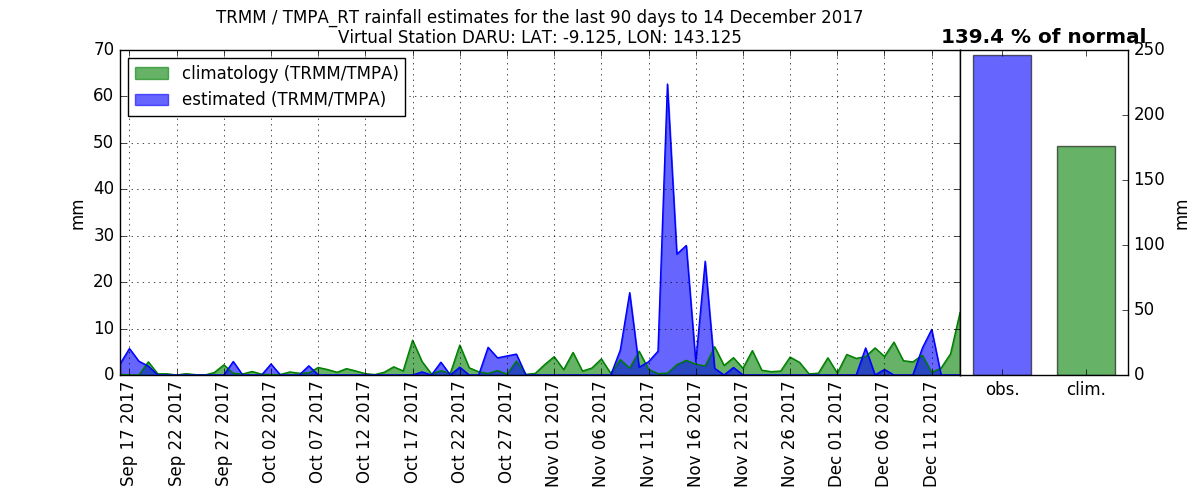 TRMM / TMPA_RT rainfall estimates for the last 90 days to 14 December 2017
Virtual Station DARU: LAT: -9.125, LON: 143.125
139.4 % of normal
climatology (TRMM/TMPA)
estimated (TRMM/TMPA)
70
60
50
40
30
20
10
0
mm
Sep 17 2017
Sep 22 2017
Sep 27 2017
Oct 02 2017
Oct 07 2017
Oct 12 2017
Oct 17 2017
Oct 22 2017
Oct 27 2017
Nov 01 2017
Nov 06 2017
Nov 11 2017
Nov 16 2017
Nov 21 2017
Nov 26 2017
Dec 01 2017
Dec 06 2017
Dec 11 2017
250
200
150
100
50
0
mm
obs.
clim.